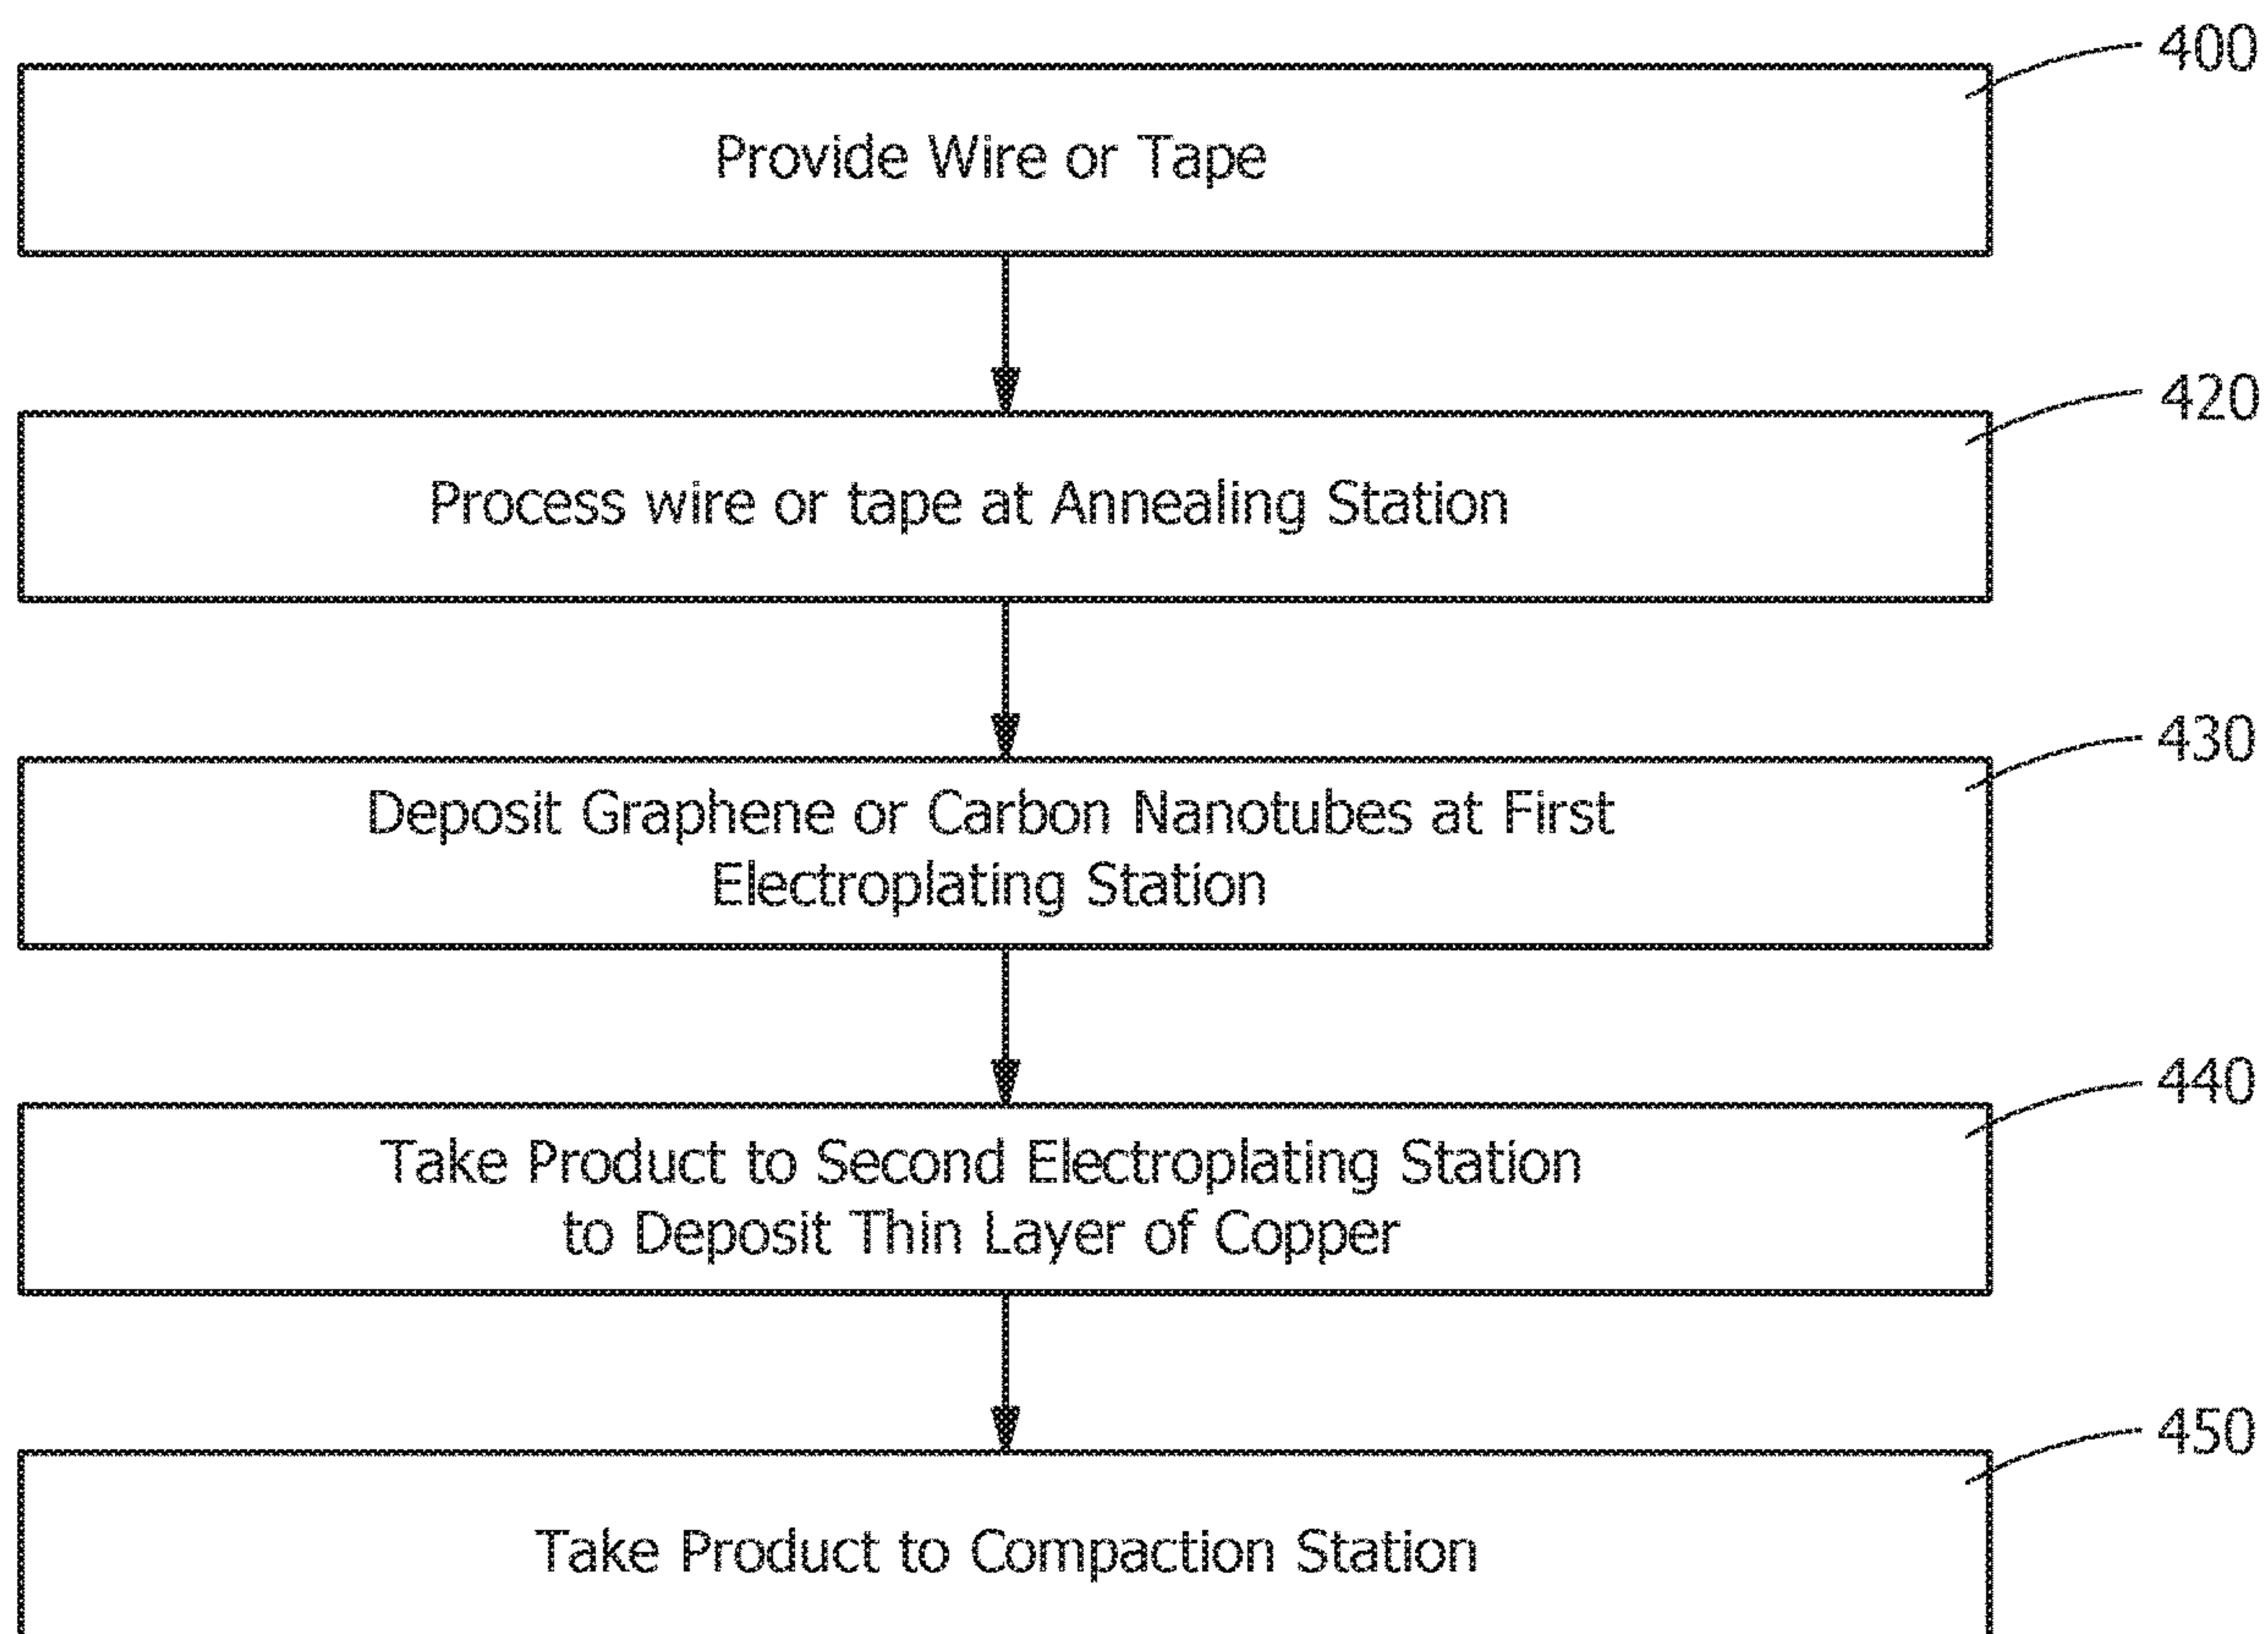 400
Provide Wire or Tape
420
Process wire or tape at Annealing Station
430
Deposit Graphene or Carbon Nanotubes at First
Electroplating Station
440
Take Product to Second Electroplating Station
to Deposit Thin Layer of Copper
450
Take Product to Compaction Station